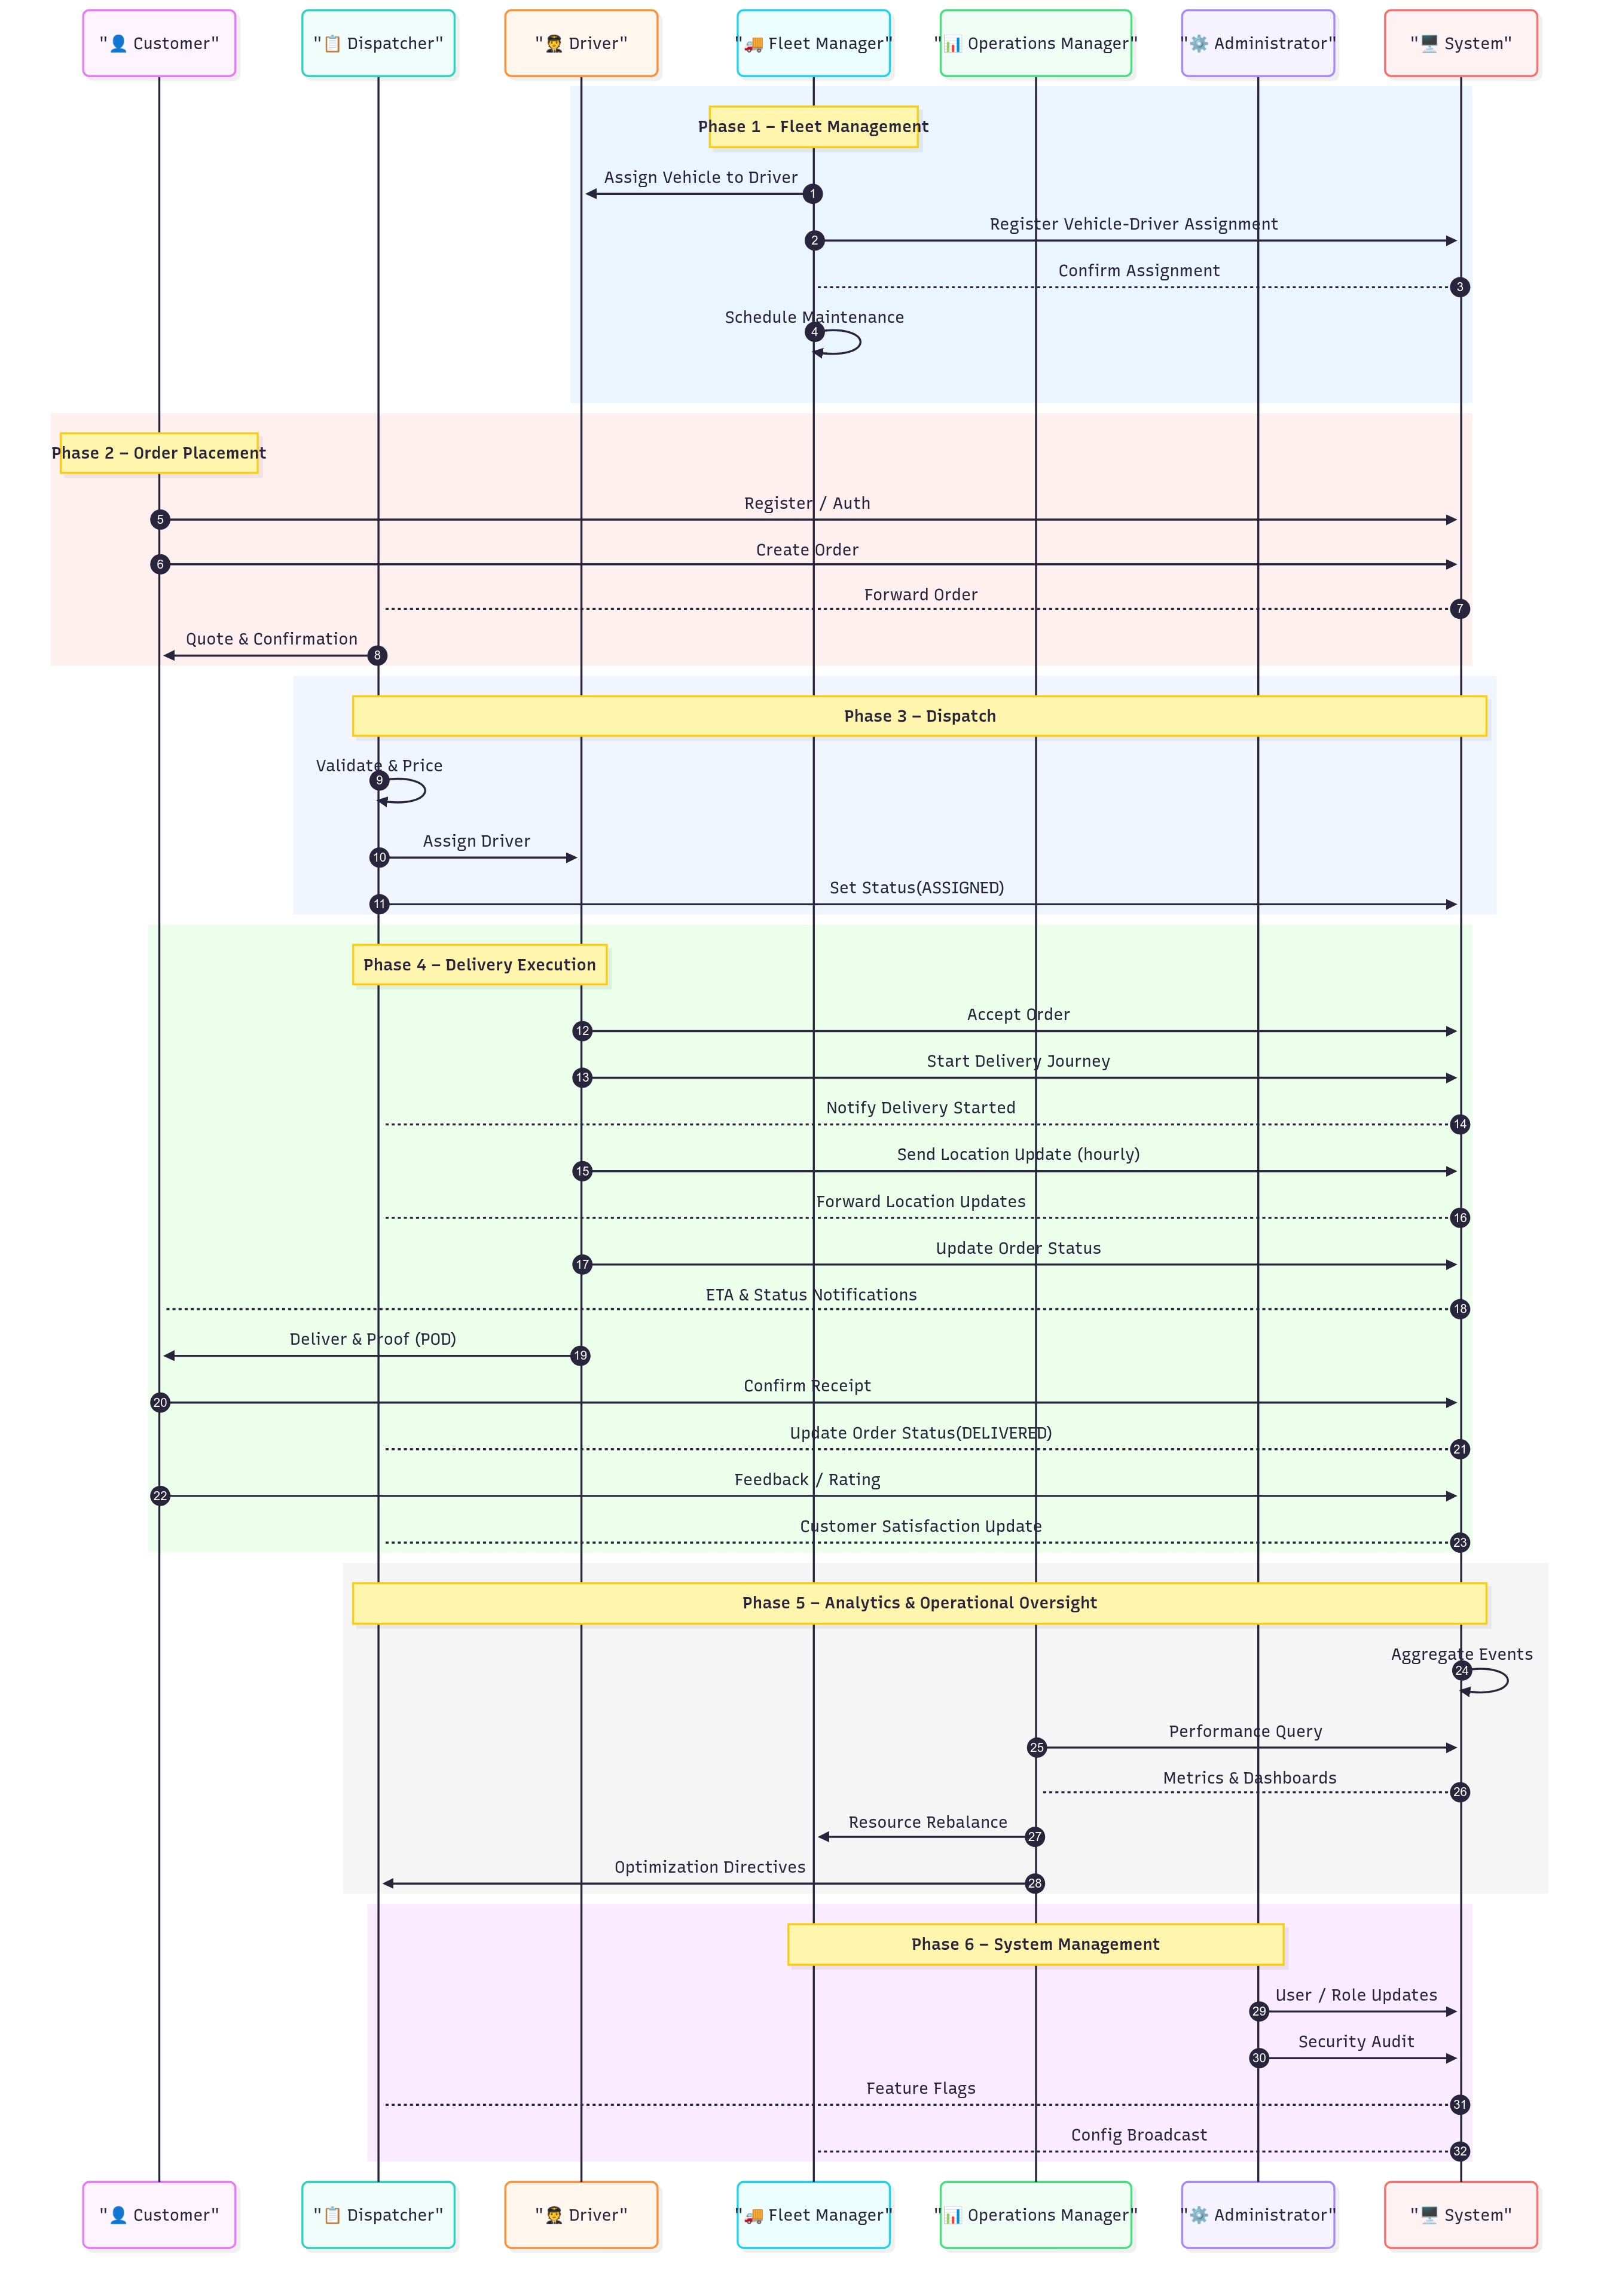 "👤 Customer"
"📋 Dispatcher"
"🧑‍✈️ Driver"
"🚚 Fleet Manager"
"📊 Operations Manager"
"⚙️ Administrator"
"🖥️ System"
Phase 1 – Fleet Management
Assign Vehicle to Driver
1
Register Vehicle-Driver Assignment
2
Confirm Assignment
3
Schedule Maintenance
4
Phase 2 – Order Placement
Register / Auth
5
Create Order
6
Forward Order
7
Quote & Confirmation
8
Phase 3 – Dispatch
Validate & Price
9
Assign Driver
10
Set Status(ASSIGNED)
11
Phase 4 – Delivery Execution
Accept Order
12
Start Delivery Journey
13
Notify Delivery Started
14
Send Location Update (hourly)
15
Forward Location Updates
16
Update Order Status
17
ETA & Status Notifications
18
Deliver & Proof (POD)
19
Confirm Receipt
20
Update Order Status(DELIVERED)
21
Feedback / Rating
22
Customer Satisfaction Update
23
Phase 5 – Analytics & Operational Oversight
Aggregate Events
24
Performance Query
25
Metrics & Dashboards
26
Resource Rebalance
27
Optimization Directives
28
Phase 6 – System Management
User / Role Updates
29
Security Audit
30
Feature Flags
31
Config Broadcast
32
"👤 Customer"
"📋 Dispatcher"
"🧑‍✈️ Driver"
"🚚 Fleet Manager"
"📊 Operations Manager"
"⚙️ Administrator"
"🖥️ System"